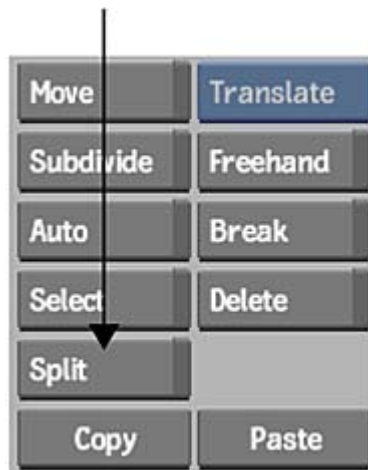 Move Translate
Subdivide Freehand
Auto Break
Select Delete
Split
Copy Paste